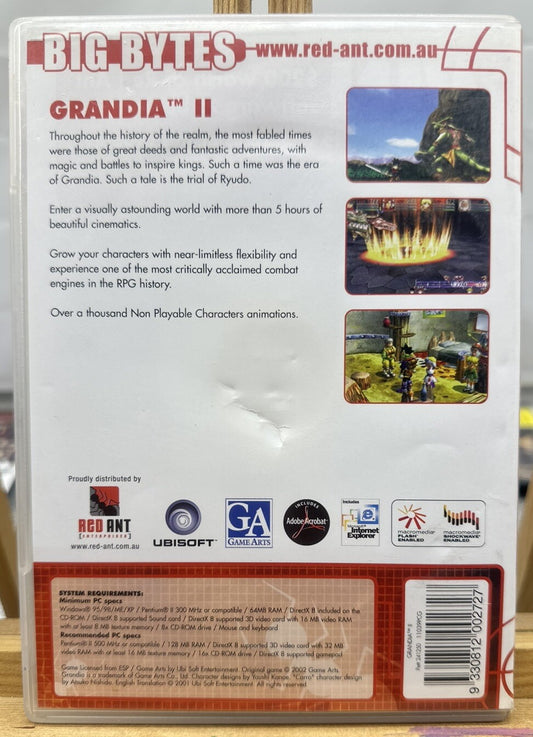 BIG BYTES www.red-ant.com.au
GRANDIA™ II
Throughout the history of the realm, the most fabled times
were those of great deeds and fantastic adventures, with
magic and battles to inspire kings. Such a time was the era
of Grandia. Such a tale is the trial of Ryudo.
Enter a visually astounding world with more than 5 hours of
beautiful cinematics.
Grow your characters with near-limitless flexibility and
experience one of the most critically acclaimed combat
engines in the RPG history.
Over a thousand Non Playable Characters animations.
Proudly distributed by
RED ANT
[ENTERPRISES]
www.red-ant.com.au
UBISOFT
GA
GAME ARTS
INCLUDES
Adobe Acrobat
Includes
Microsoft
Internet
Explorer
macromedia
FLASH
ENABLED
macromedia
SHOCKWAVE
ENABLED
SYSTEM REQUIREMENTS:
Minimum PC specs
Windows® 95/98/ME/XP / Pentium® II 300 MHz or compatible / 64MB RAM / DirectX 8 (included on the
CD-ROM / DirectX 8 supported Sound card / DirectX 8 supported 3D video card with 16 MB video RAM
with at least 8 MB texture memory / 8x CD-ROM drive / Mouse and keyboard
Recommended PC specs
Pentium® II 500 MHz or compatible / 128 MB RAM / DirectX 8 supported 3D video card with 32 MB
video RAM with at least 16 MB texture memory / 16x CD-ROM drive / DirectX 8 supported gamepad
Game Licensed from ESP / Game Arts by Ubi Soft Entertainment. Original game © 2002 Game Arts.
Grandia is a trademark of Game Arts Co., Ltd. Character designs by Youshi Kanoe. "Carro" character designs
by Atsuko Nishida. English Translation © 2001 Ubi Soft Entertainment.
GRANDIA™ II
9 330812 002727